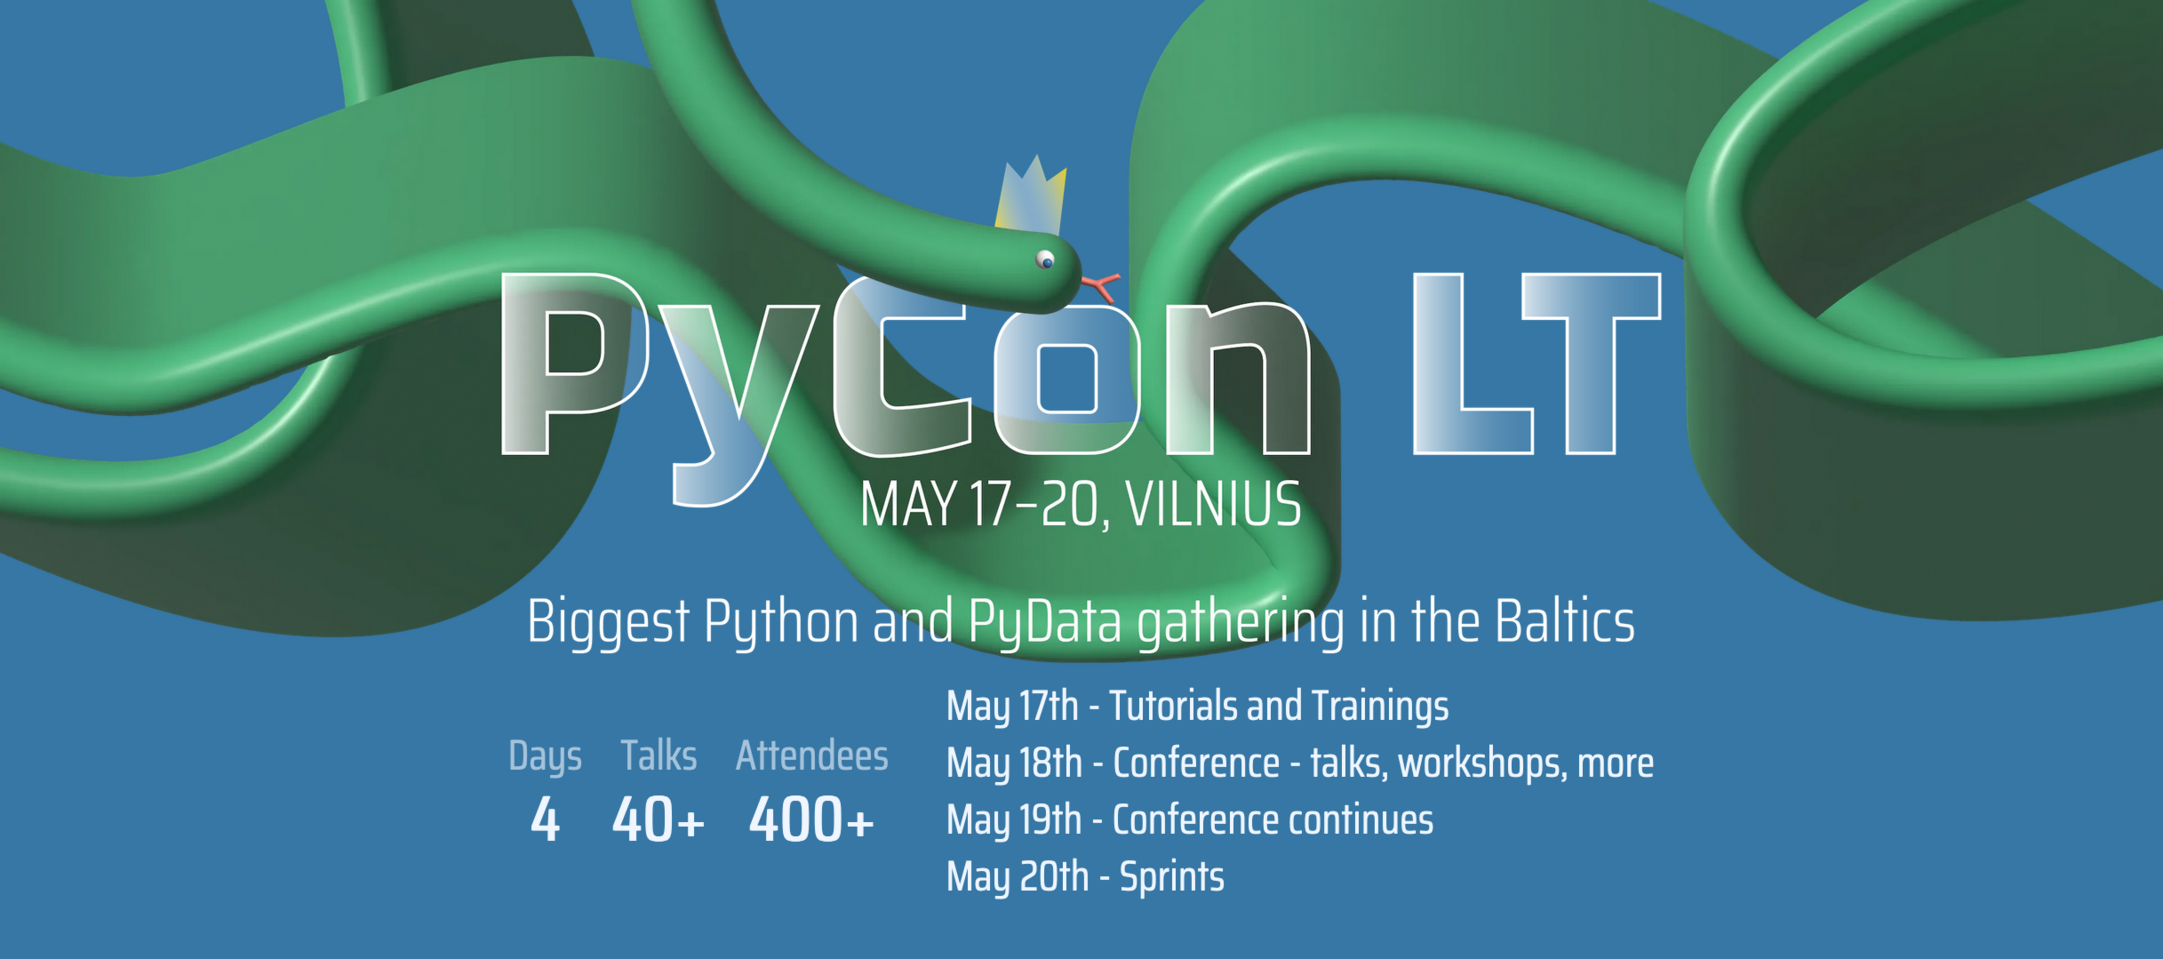 PyCon LT
MAY 17–20, VILNIUS
Biggest Python and PyData gathering in the Baltics
Days Talks Attendees
4 40+ 400+
May 17th - Tutorials and Trainings
May 18th - Conference - talks, workshops, more
May 19th - Conference continues
May 20th - Sprints